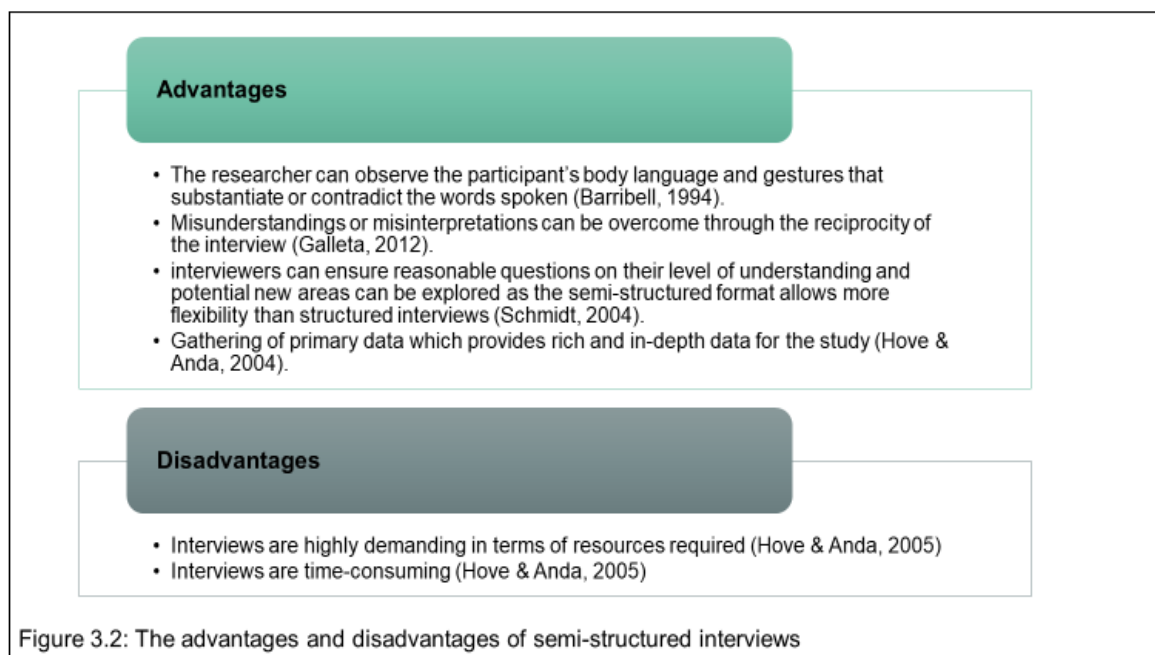 Advantages
• The researcher can observe the participant's body language and gestures that
substantiate or contradict the words spoken (Barribell, 1994).
• Misunderstandings or misinterpretations can be overcome through the reciprocity of
the interview (Galleta, 2012).
• interviewers can ensure reasonable questions on their level of understanding and
potential new areas can be explored as the semi-structured format allows more
flexibility than structured interviews (Schmidt, 2004).
• Gathering of primary data which provides rich and in-depth data for the study (Hove &
Anda, 2004).
Disadvantages
• Interviews are highly demanding in terms of resources required (Hove & Anda, 2005)
• Interviews are time-consuming (Hove & Anda, 2005)
Figure 3.2: The advantages and disadvantages of semi-structured interviews